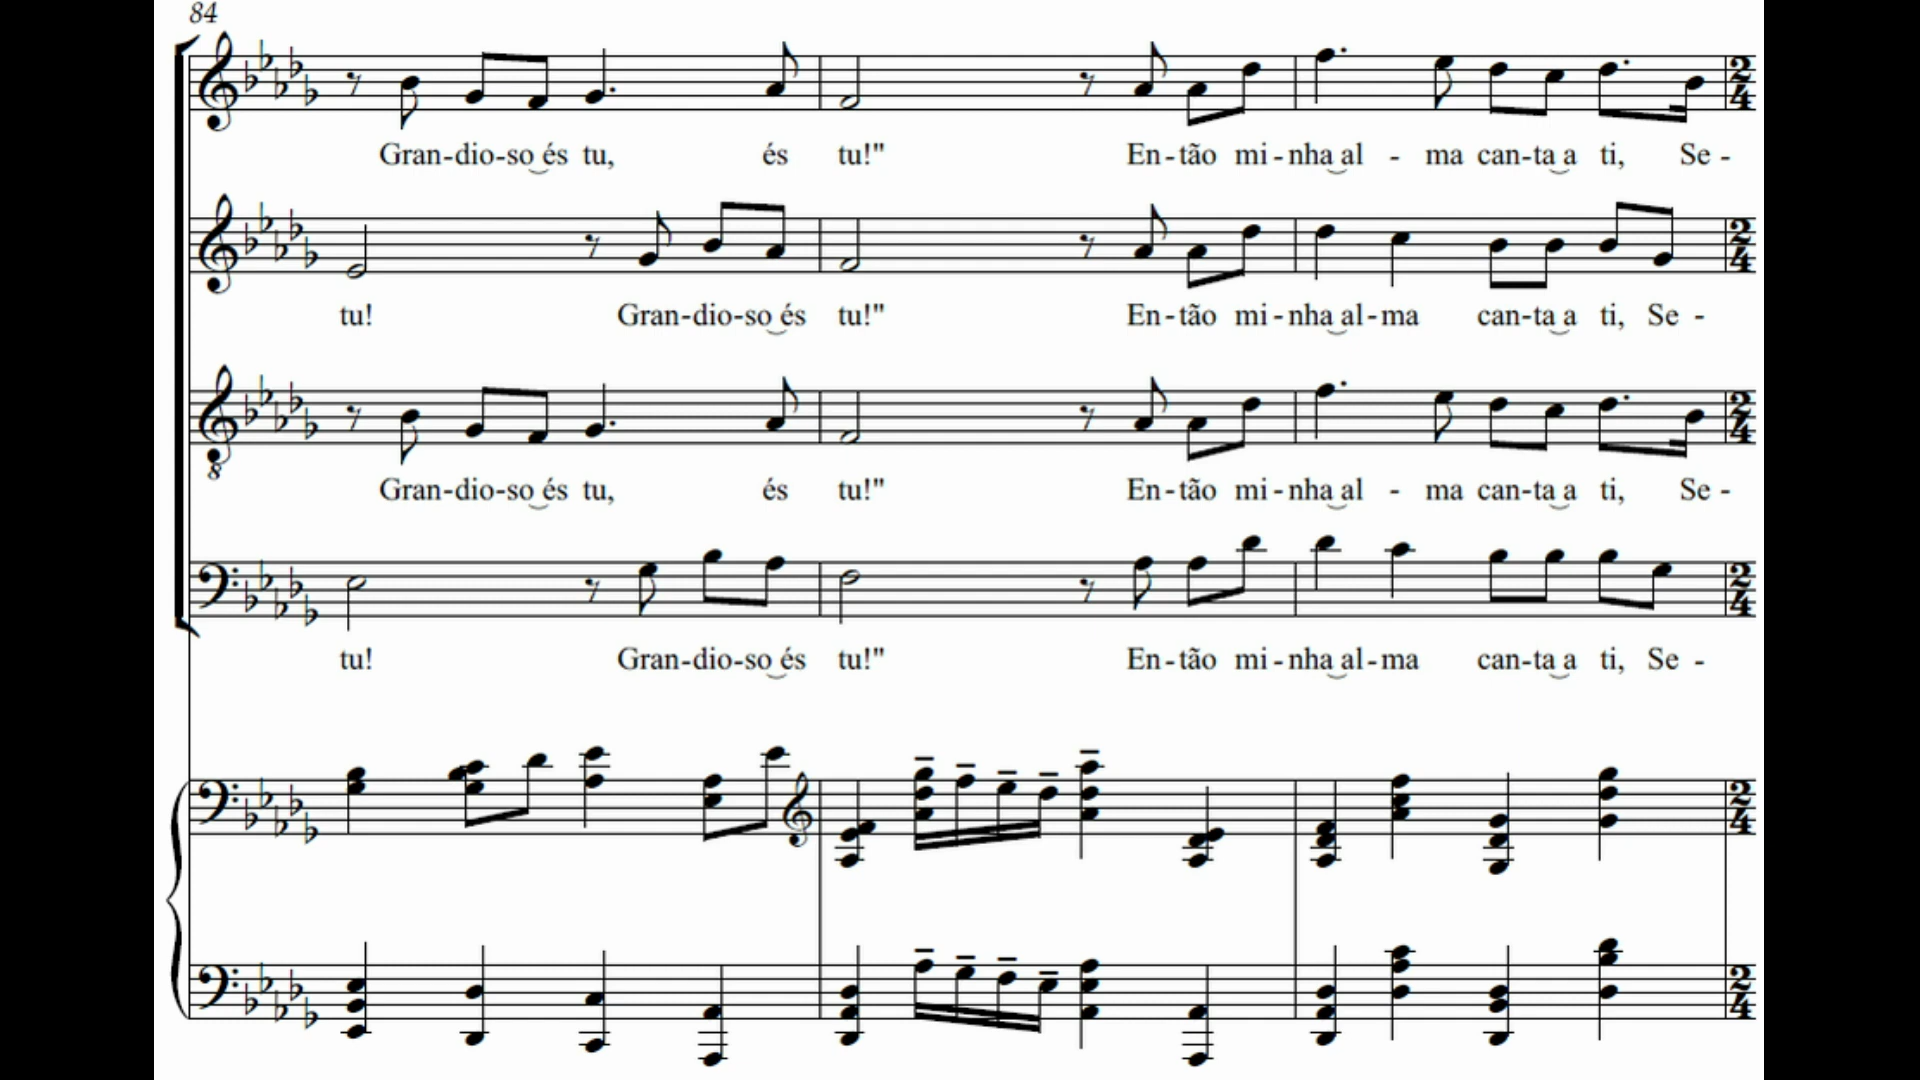 84
Gran-dio-so és tu, és tu!" En-tão mi-nha al - ma can-ta a ti, Se -
tu! Gran-dio-so és tu!" En-tão mi-nha al-ma can-ta a ti, Se -
8
Gran-dio-so és tu, és tu!" En-tão mi-nha al - ma can-ta a ti, Se -
tu! Gran-dio-so és tu!" En-tão mi-nha al-ma can-ta a ti, Se -